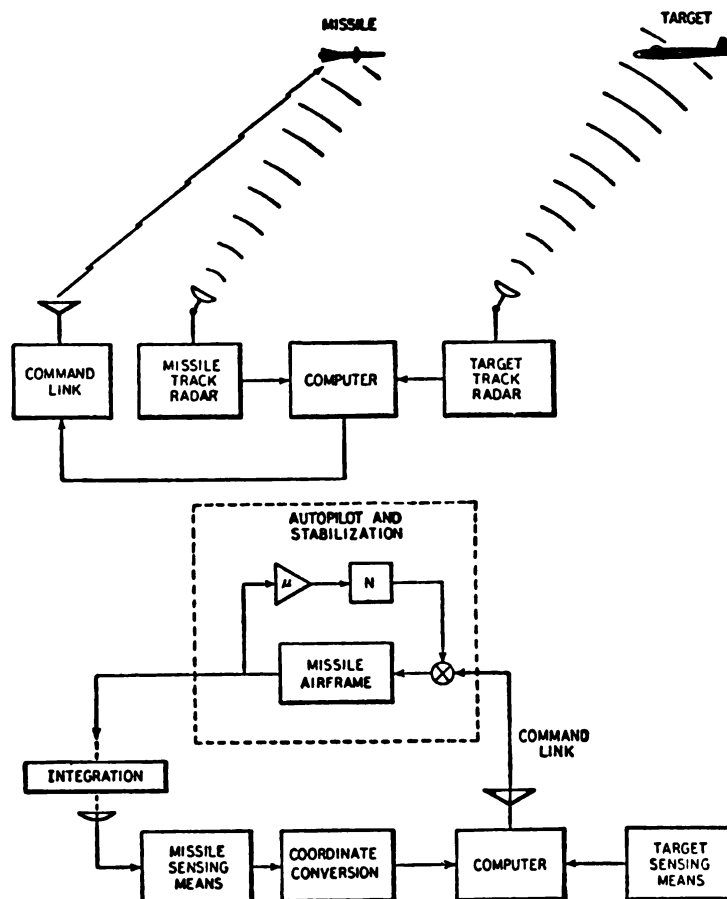 MISSILE
TARGET
COMMAND
LINK
MISSILE
TRACK
RADAR
COMPUTER
TARGET
TRACK
RADAR
AUTOPILOT AND
STABILIZATION
μ
N
MISSILE
AIRFRAME
COMMAND
LINK
INTEGRATION
MISSILE
SENSING
MEANS
COORDINATE
CONVERSION
COMPUTER
TARGET
SENSING
MEANS